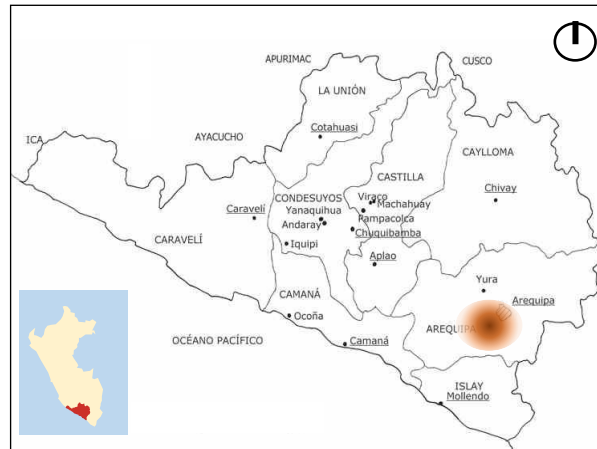 APURIMAC
CUSCO
LA UNIÓN
ICA
AYACUCHO
Cotahuasi
CAYLLOMA
CASTILLA
CONDESUYOS
Viraco
Machahuay
Chivay
Caravelí
Yanaquihua
Pampacolca
Andaray
Chuquibamba
CARAVELÍ
Iquipi
Aplao
Yura
CAMANÁ
Arequipa
Ocoña
AREQUIPA
OCÉANO PACÍFICO
Camaná
ISLAY
Mollendo